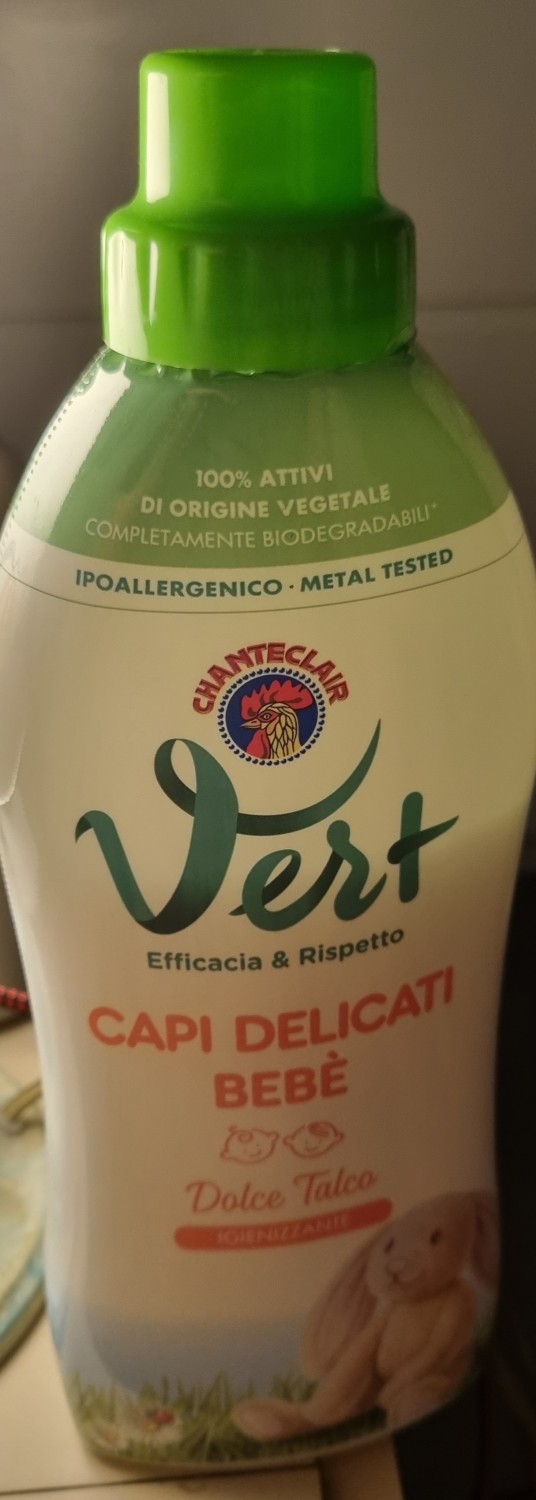 100% ATTIVI
DI ORIGINE VEGETALE
COMPLETAMENTE BIODEGRADABILI*
IPOALLERGENICO · METAL TESTED
CHANTECLAIR
Vert
Efficacia & Rispetto
CAPI DELICATI
BEBÈ
Dolce Talco
IGIENIZZANTE